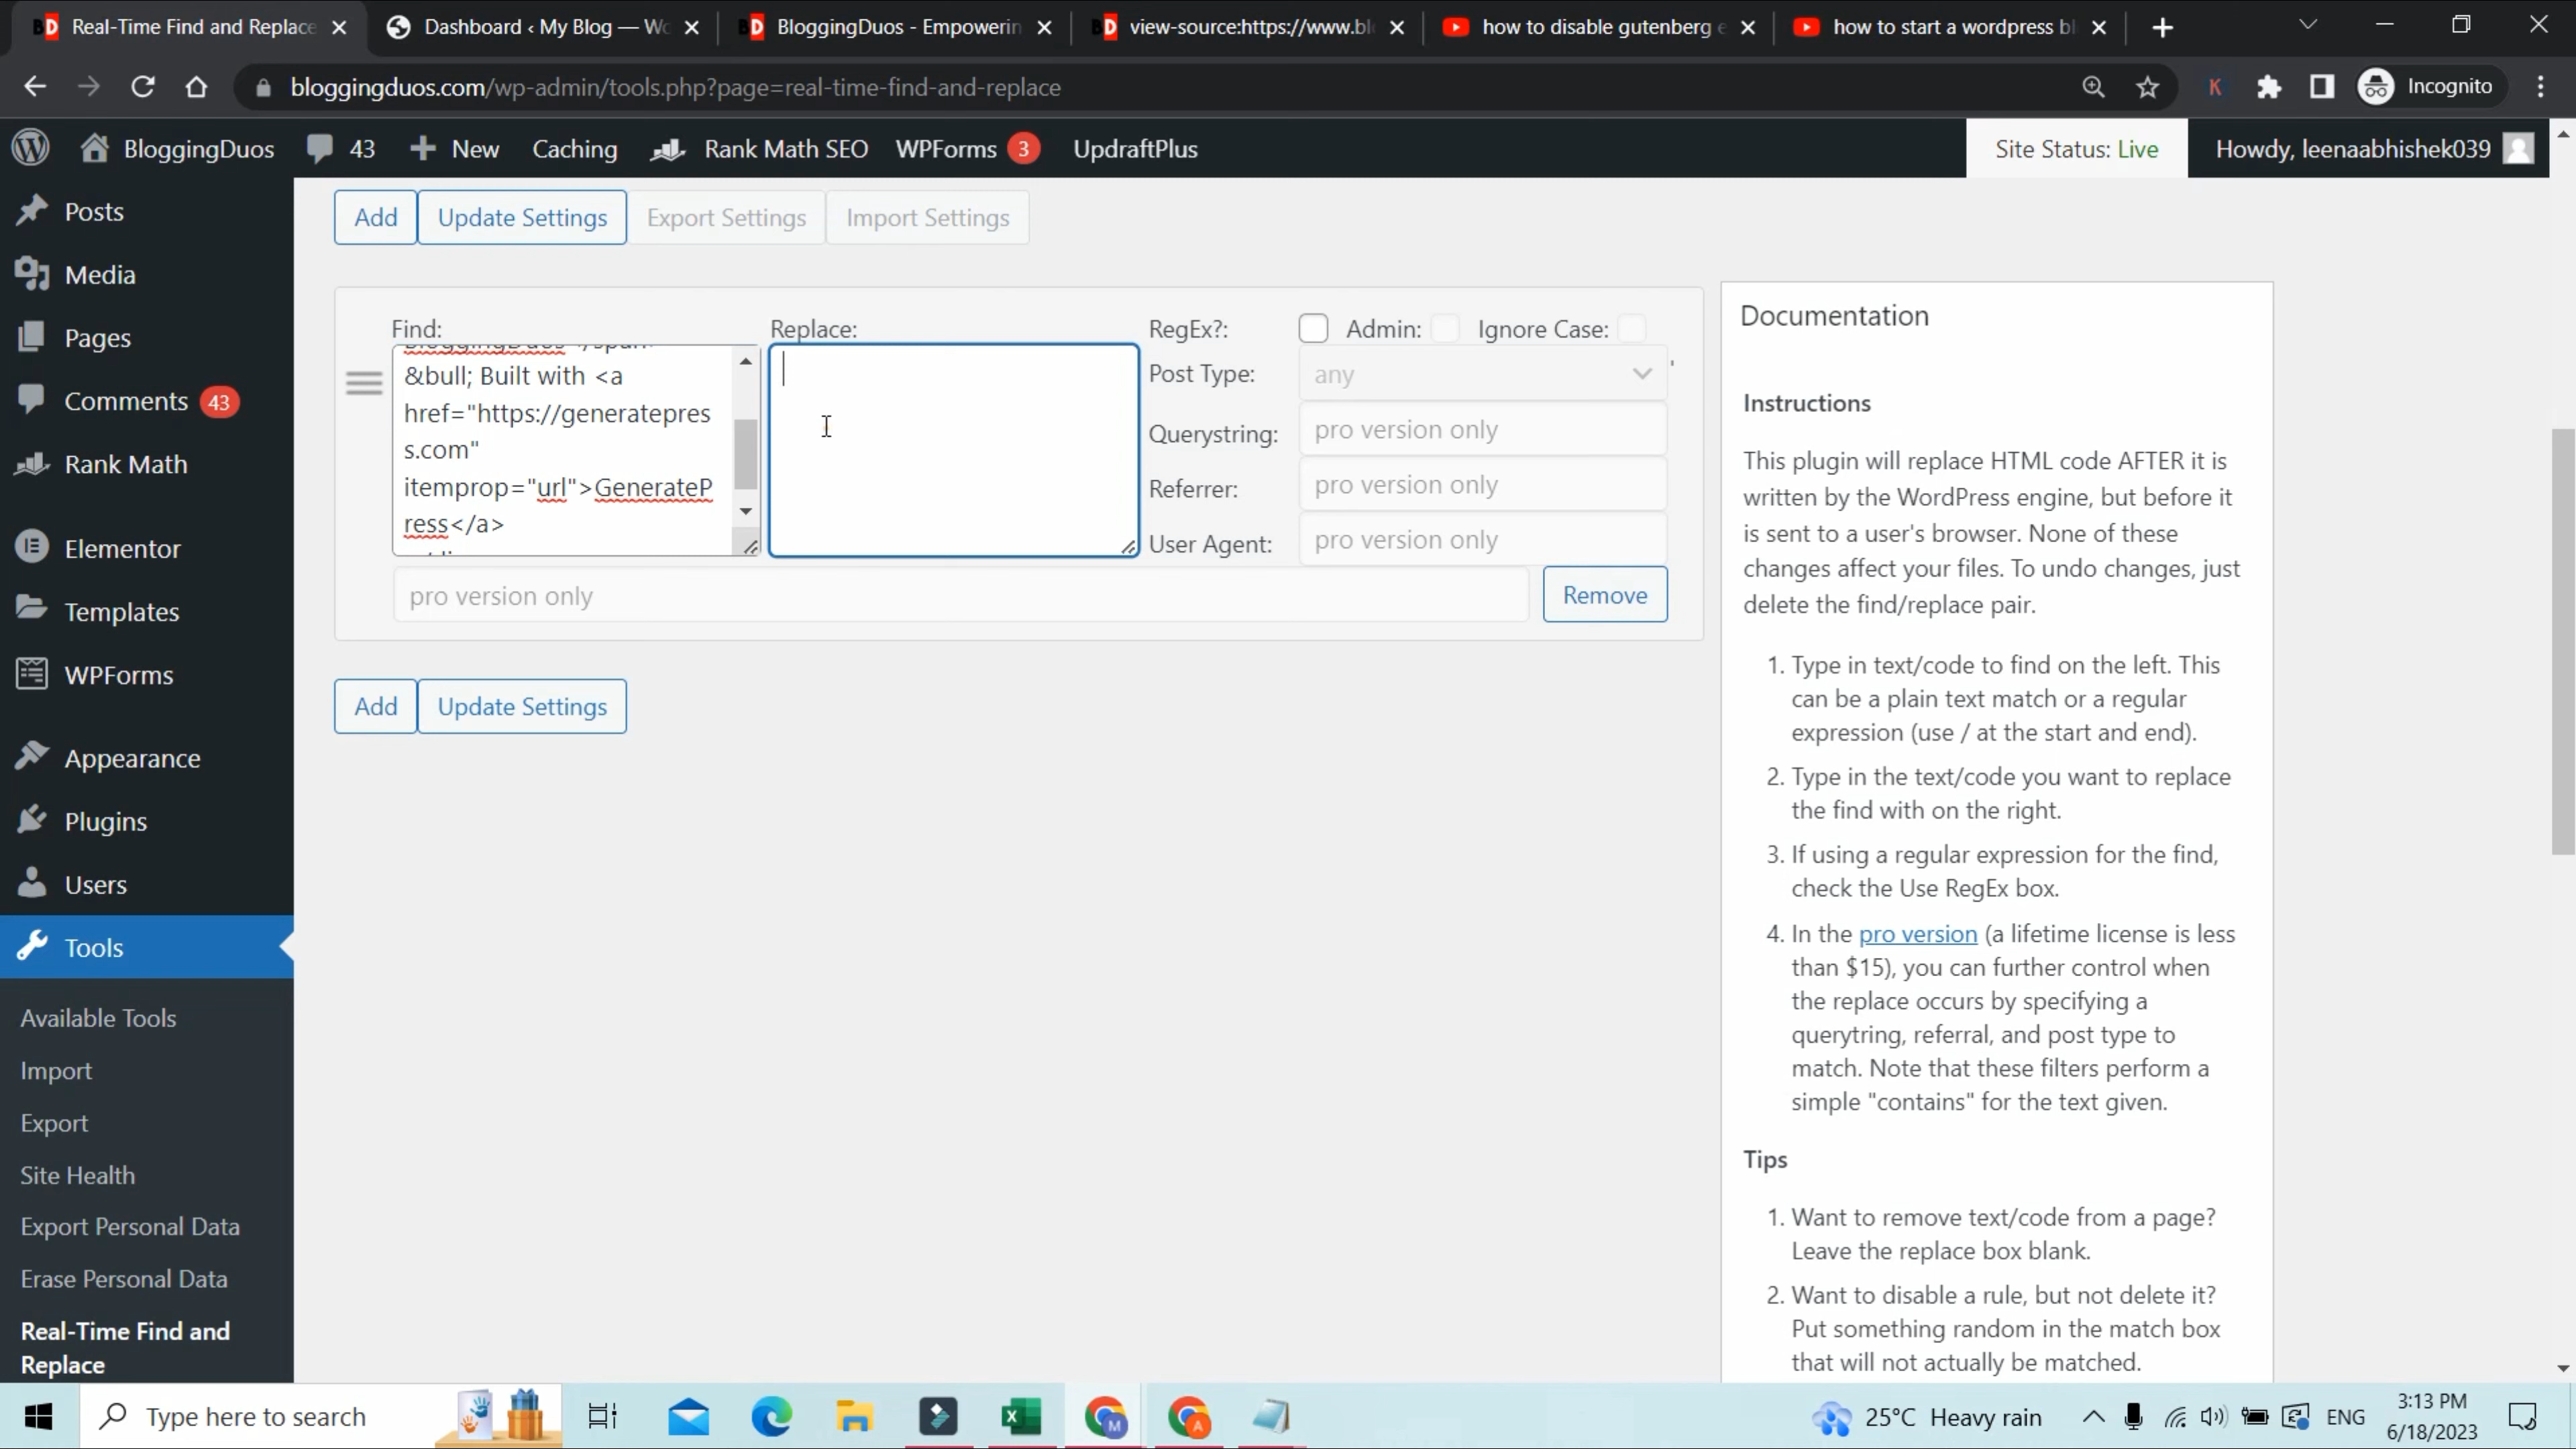 Real-Time Find and Replace
Dashboard ‹ My Blog — Wo
BloggingDuos - Empowerin
view-source:https://www.bl
how to disable gutenberg e
how to start a wordpress bl
bloggingduos.com/wp-admin/tools.php?page=real-time-find-and-replace
K
Incognito
BloggingDuos
43
New
Caching
Rank Math SEO
WPForms 3
UpdraftPlus
Site Status: Live
Howdy, leenaabhishek039
Posts
Media
Pages
Comments 43
Rank Math
Elementor
Templates
WPForms
Appearance
Plugins
Users
Tools
Available Tools
Import
Export
Site Health
Export Personal Data
Erase Personal Data
Real-Time Find and
Replace
Add
Update Settings
Export Settings
Import Settings
Find:
Replace:
RegEx?:
Admin:
Ignore Case:
&bull; Built with <a
href="https://generatepres
s.com"
itemprop="url">GenerateP
ress</a>
Post Type:
any
'
Querystring:
pro version only
Referrer:
pro version only
User Agent:
pro version only
pro version only
Remove
Add
Update Settings
Documentation
Instructions
This plugin will replace HTML code AFTER it is
written by the WordPress engine, but before it
is sent to a user's browser. None of these
changes affect your files. To undo changes, just
delete the find/replace pair.
1. Type in text/code to find on the left. This
can be a plain text match or a regular
expression (use / at the start and end).
2. Type in the text/code you want to replace
the find with on the right.
3. If using a regular expression for the find,
check the Use RegEx box.
4. In the pro version (a lifetime license is less
than $15), you can further control when
the replace occurs by specifying a
querytring, referral, and post type to
match. Note that these filters perform a
simple "contains" for the text given.
Tips
1. Want to remove text/code from a page?
Leave the replace box blank.
2. Want to disable a rule, but not delete it?
Put something random in the match box
that will not actually be matched.
Type here to search
25°C Heavy rain
ENG
3:13 PM
6/18/2023